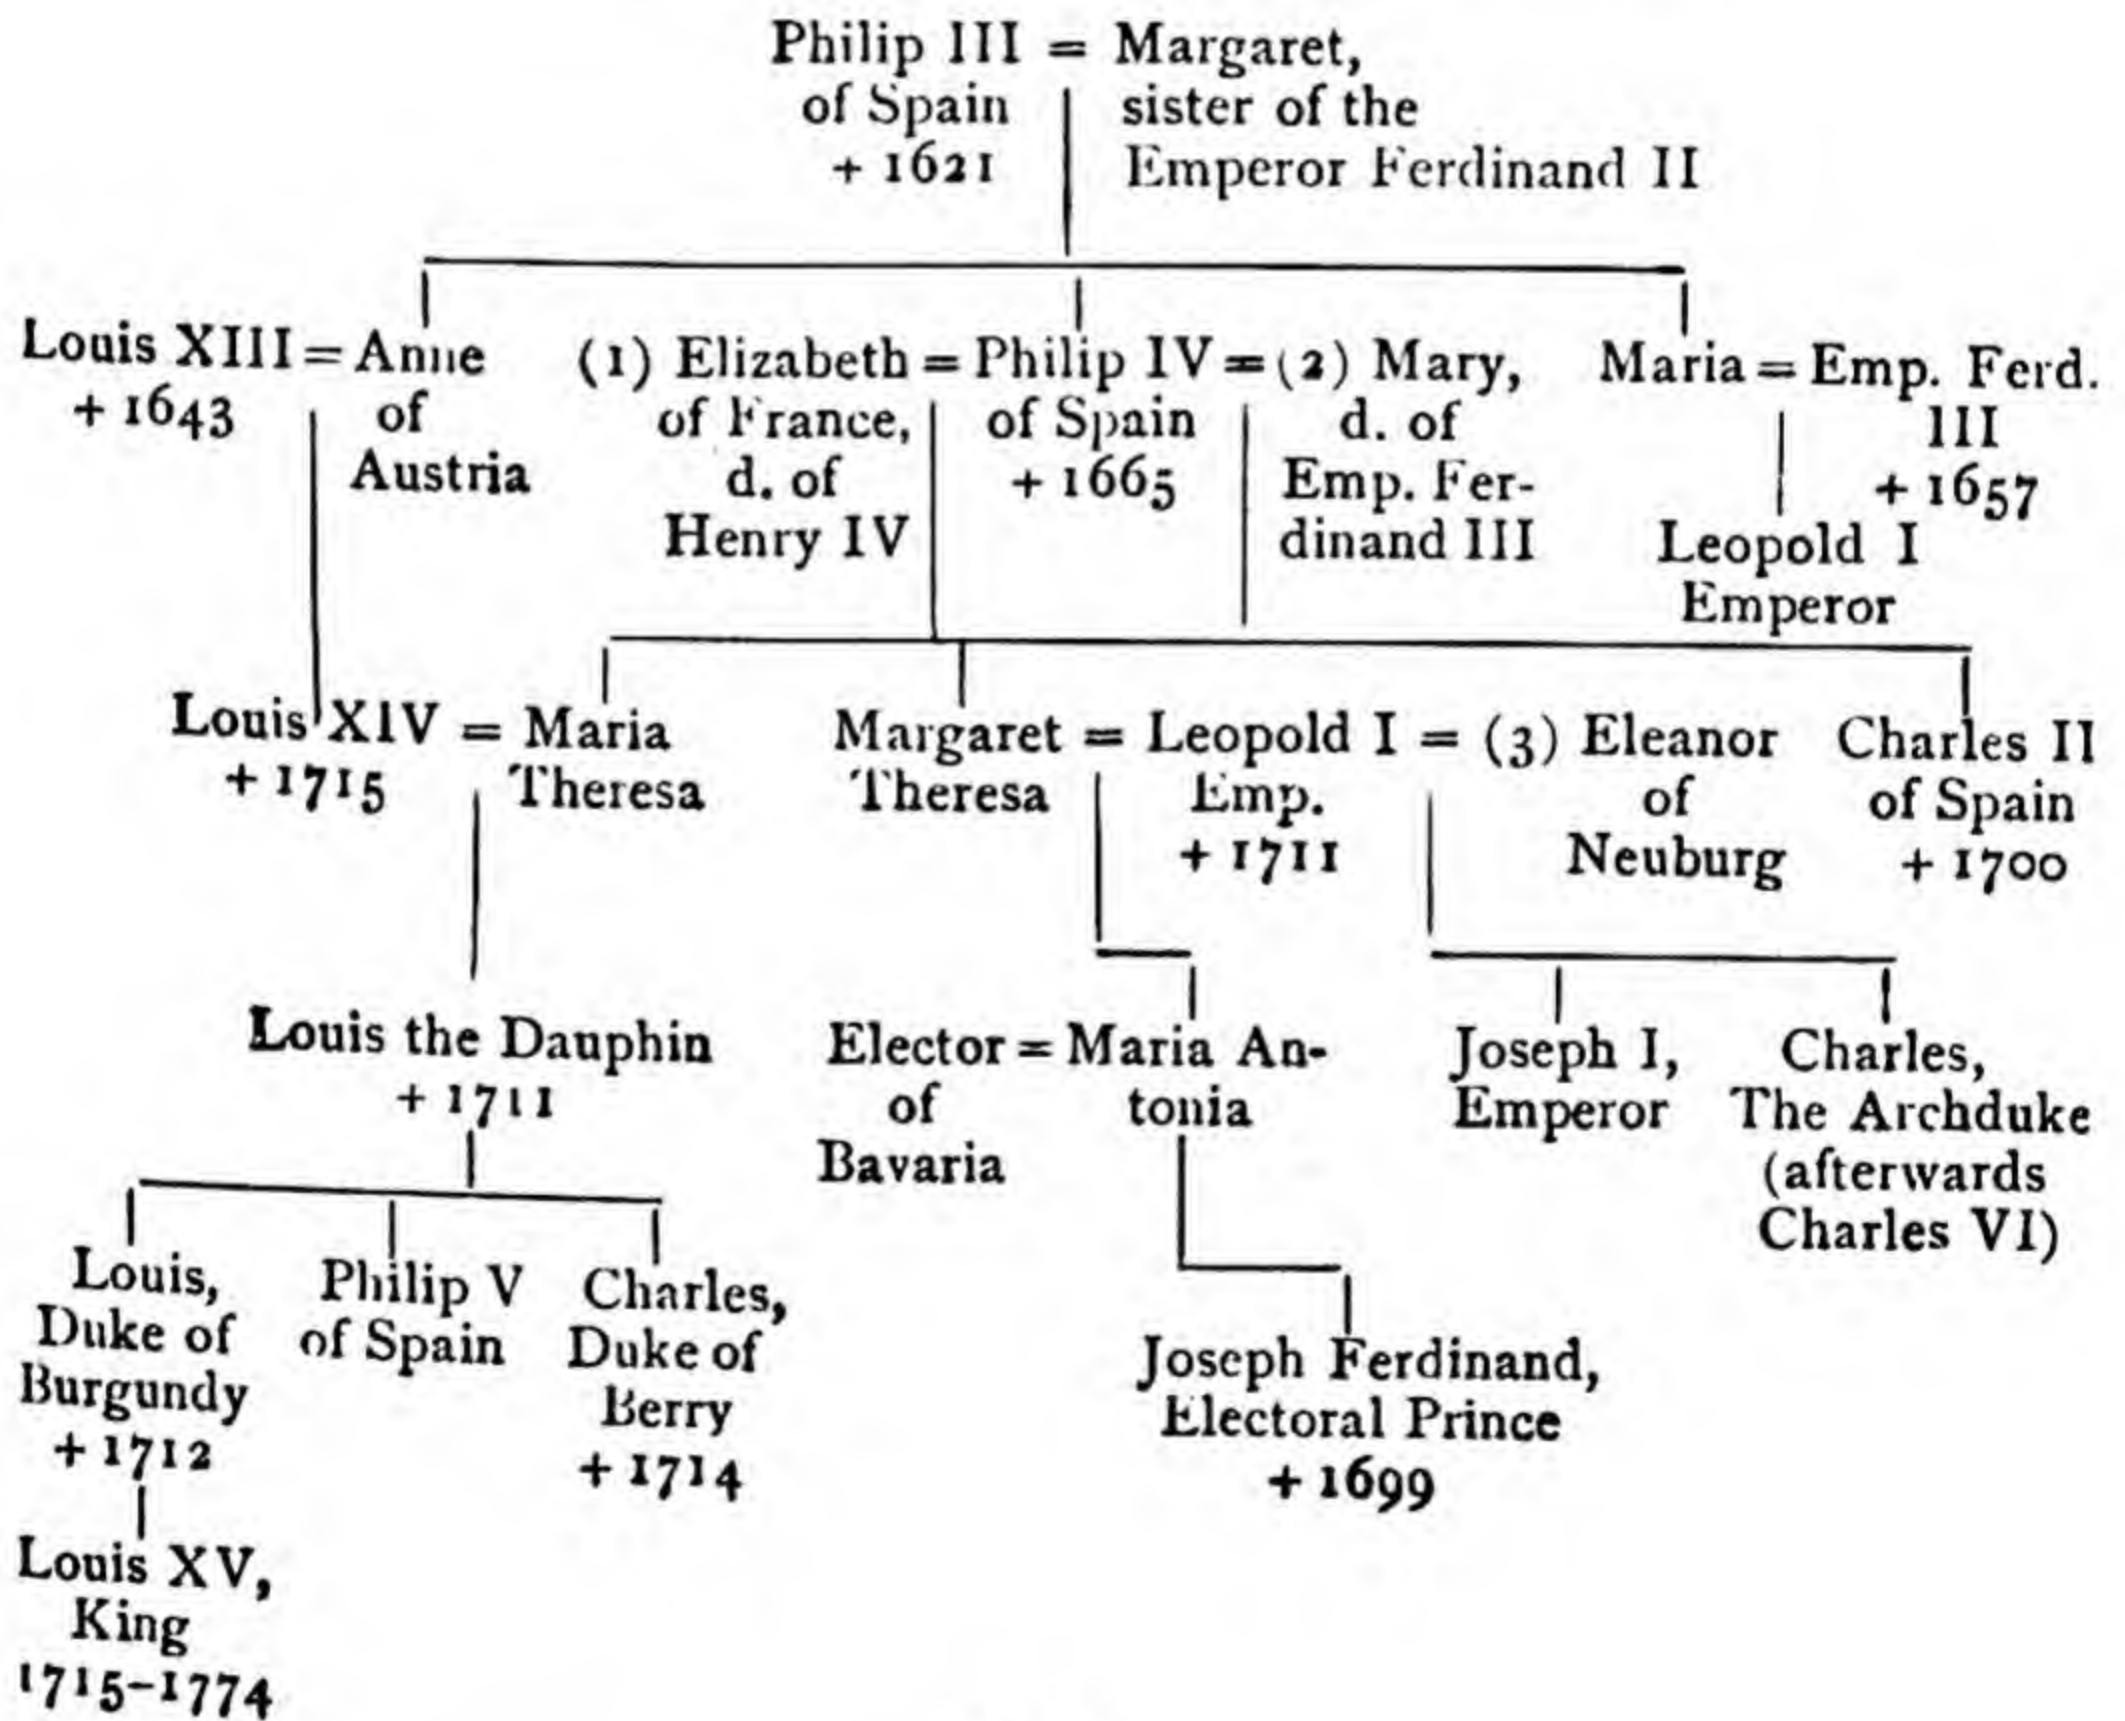 Philip III = Margaret,
of Spain sister of the
+ 1621 Emperor Ferdinand II
Louis XIII = Anne
+ 1643 of
Austria
(1) Elizabeth = Philip IV = (2) Mary,
of France, of Spain d. of
d. of + 1665 Emp. Fer-
Henry IV dinand III
Maria = Emp. Ferd.
III
+ 1657
Leopold I
Emperor
Louis XIV = Maria
+ 1715 Theresa
Margaret = Leopold I = (3) Eleanor
Theresa Emp. of
+ 1711 Neuburg
Charles II
of Spain
+ 1700
Louis the Dauphin
+ 1711
Elector = Maria An-
of tonia
Bavaria
Joseph I,
Emperor
Charles,
The Archduke
(afterwards
Charles VI)
Louis,
Duke of
Burgundy
+ 1712
Philip V
of Spain
Charles,
Duke of
Berry
+ 1714
Joseph Ferdinand,
Electoral Prince
+ 1699
Louis XV,
King
1715-1774